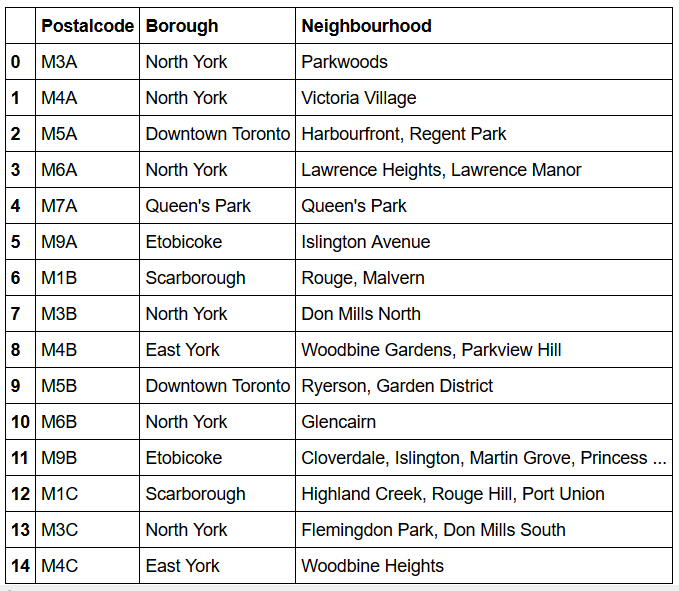 Postalcode Borough Neighbourhood
0 M3A North York Parkwoods
1 M4A North York Victoria Village
2 M5A Downtown Toronto Harbourfront, Regent Park
3 M6A North York Lawrence Heights, Lawrence Manor
4 M7A Queen's Park Queen's Park
5 M9A Etobicoke Islington Avenue
6 M1B Scarborough Rouge, Malvern
7 M3B North York Don Mills North
8 M4B East York Woodbine Gardens, Parkview Hill
9 M5B Downtown Toronto Ryerson, Garden District
10 M6B North York Glencairn
11 M9B Etobicoke Cloverdale, Islington, Martin Grove, Princess ...
12 M1C Scarborough Highland Creek, Rouge Hill, Port Union
13 M3C North York Flemingdon Park, Don Mills South
14 M4C East York Woodbine Heights